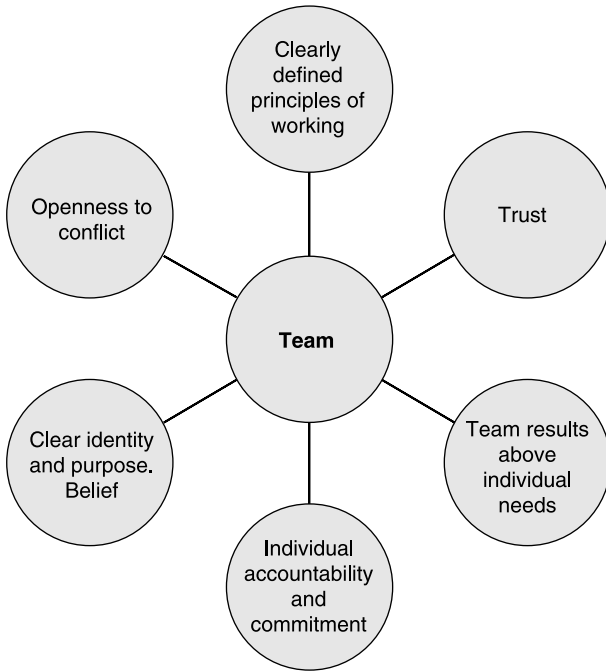 Clearly
defined
principles of
working
Openness to
conflict
Trust
Team
Clear identity
and purpose.
Belief
Team results
above
individual
needs
Individual
accountability
and
commitment